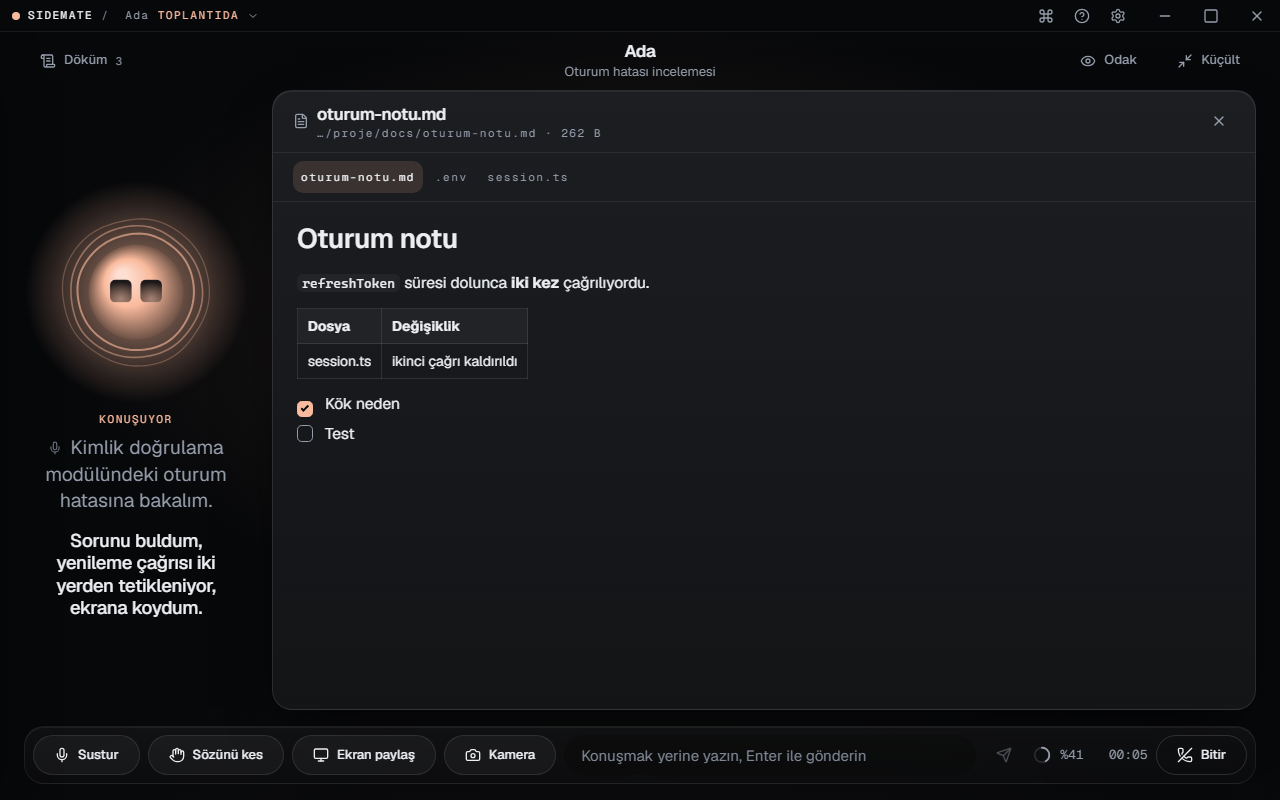 SIDEMATE / Ada TOPLANTIDA
Döküm 3
Ada
Oturum hatası incelemesi
Odak
Küçült
oturum-notu.md
…/proje/docs/oturum-notu.md · 262 B
oturum-notu.md .env session.ts
Oturum notu
refreshToken süresi dolunca iki kez çağrılıyordu.
Dosya Değişiklik
session.ts ikinci çağrı kaldırıldı
Kök neden
Test
KONUŞUYOR
Kimlik doğrulama
modülündeki oturum
hatasına bakalım.
Sorunu buldum,
yenileme çağrısı iki
yerden tetikleniyor,
ekrana koydum.
Sustur
Sözünü kes
Ekran paylaş
Kamera
Konuşmak yerine yazın, Enter ile gönderin
%41
00:05
Bitir